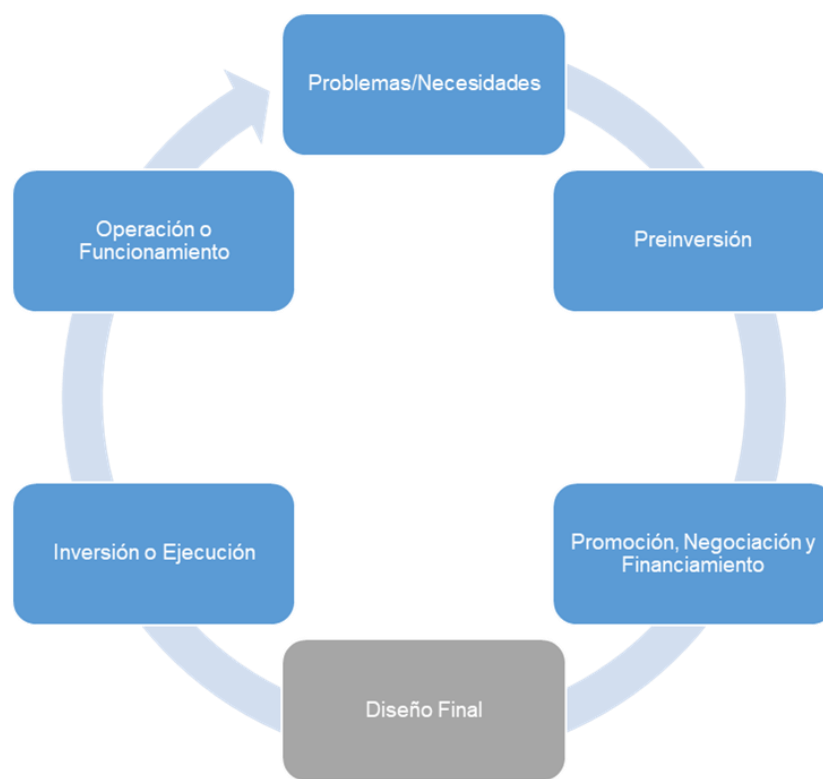 Problemas/Necesidades
Preinversión
Promoción, Negociación y
Financiamiento
Diseño Final
Inversión o Ejecución
Operación o
Funcionamiento